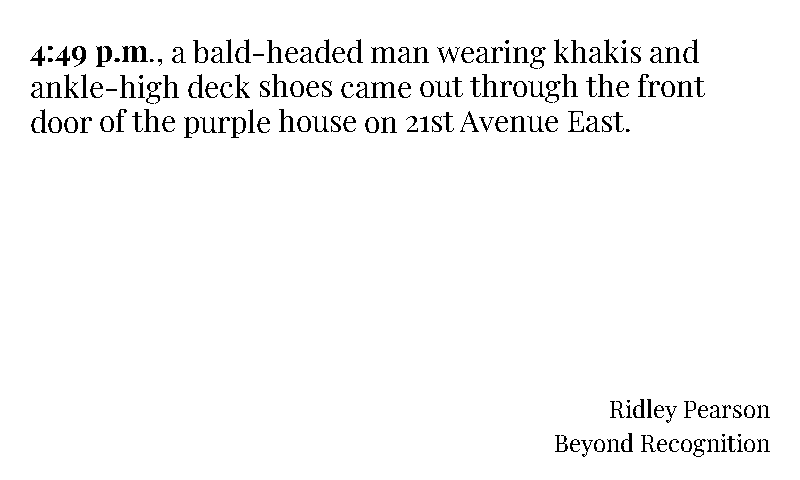 4:49 p.m., a bald-headed man wearing khakis and
ankle-high deck shoes came out through the front
door of the purple house on 21st Avenue East.
Ridley Pearson
Beyond Recognition